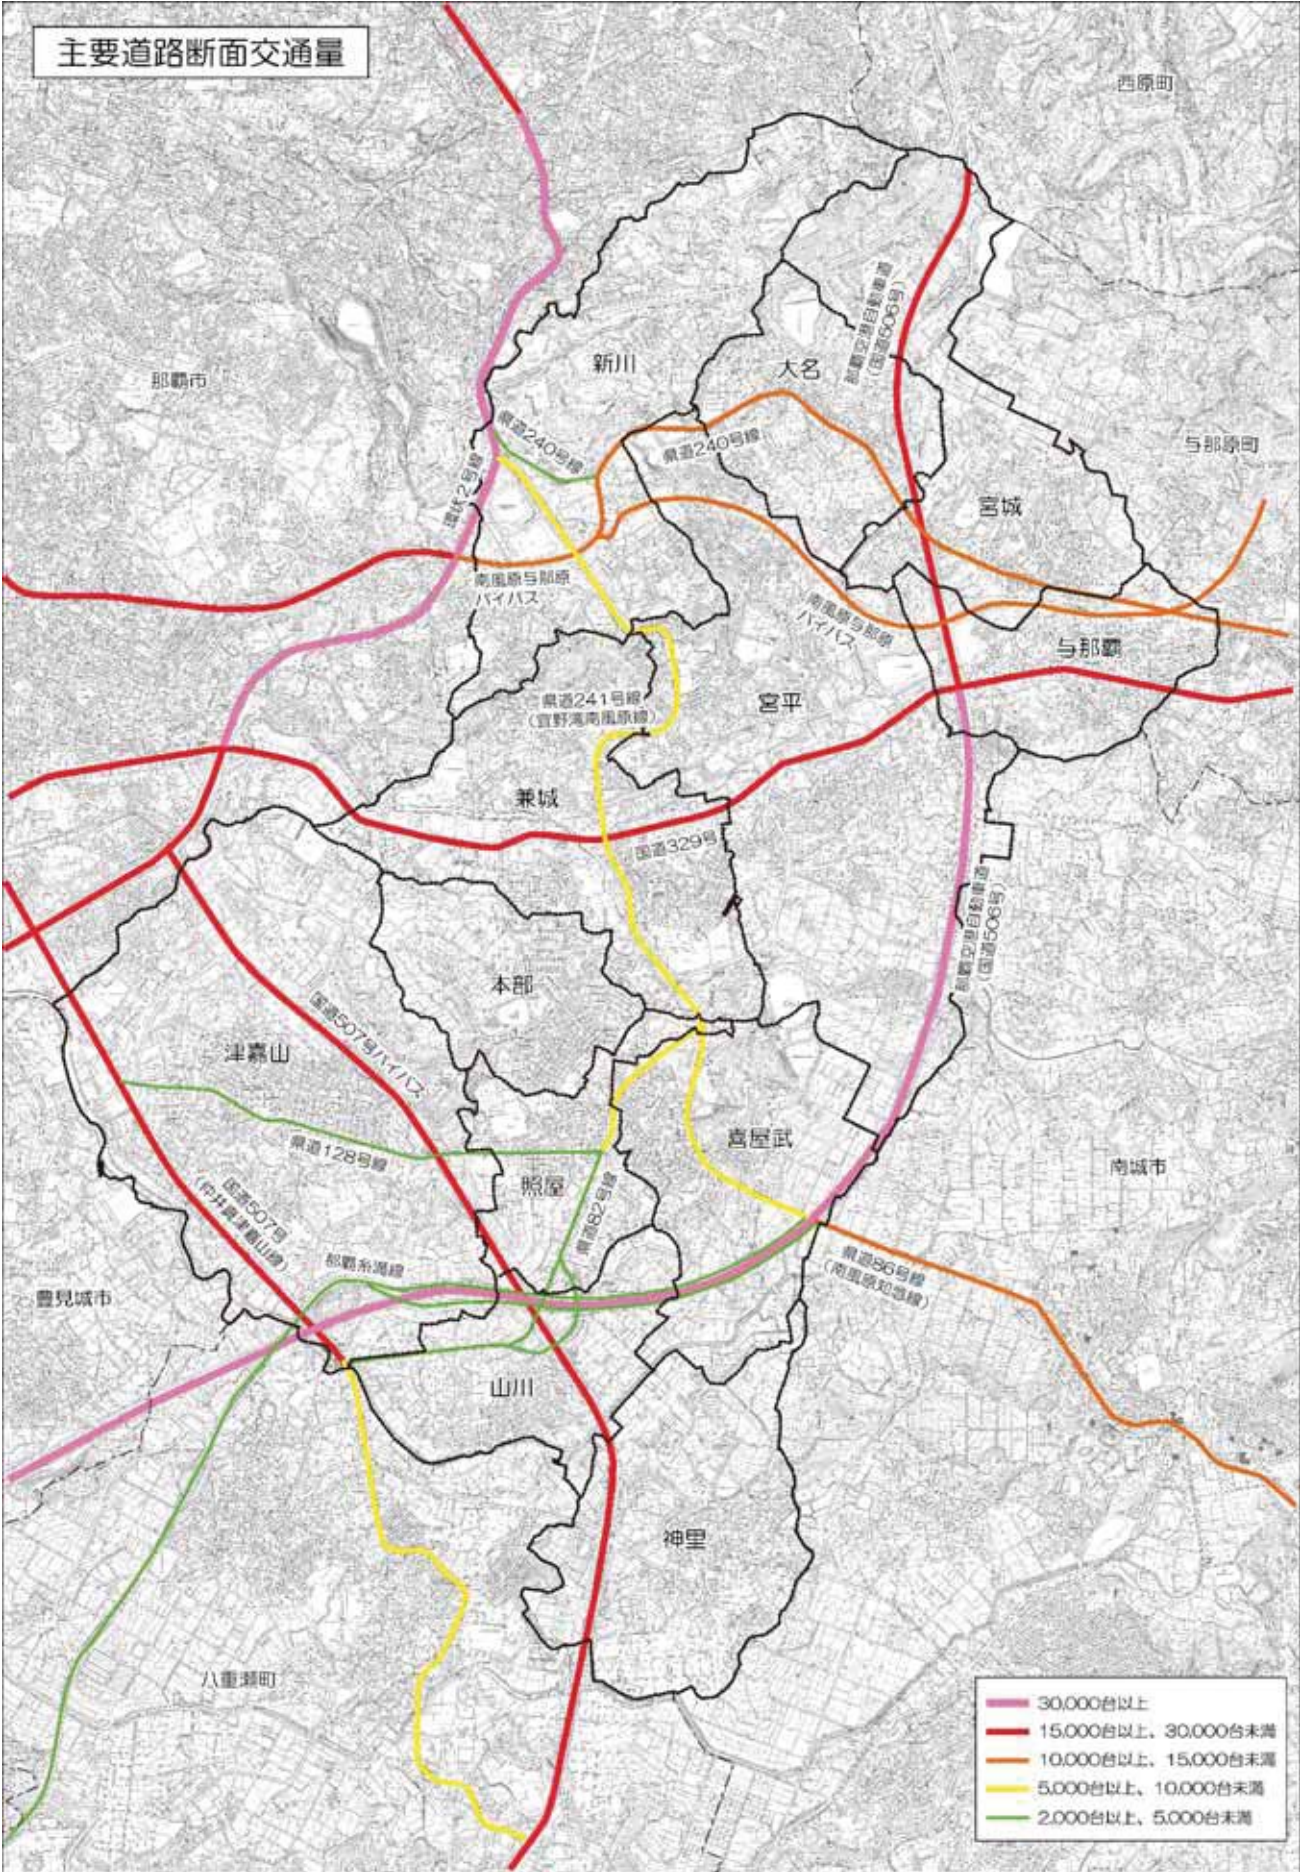 主要道路断面交通量
西原町
那覇空港自動車道
(国道506号)
新川
大名
那覇市
県道240号線
県道240号線
与那原町
環状2号線
宮城
南風原与那原
バイパス
南風原与那原
バイパス
与那覇
県道241号線
(宜野湾南風原線)
宮平
兼城
国道329号
那覇空港自動車道
(国道506号)
本部
国道507号バイパス
津嘉山
喜屋武
県道128号線
照屋
南城市
国道507号
(仲井真津嘉山線)
県道82号線
那覇糸満線
県道86号線
(南風原知念線)
豊見城市
山川
神里
八重瀬町
30,000台以上
15,000台以上、30,000台未満
10,000台以上、15,000台未満
5,000台以上、10,000台未満
2,000台以上、5,000台未満